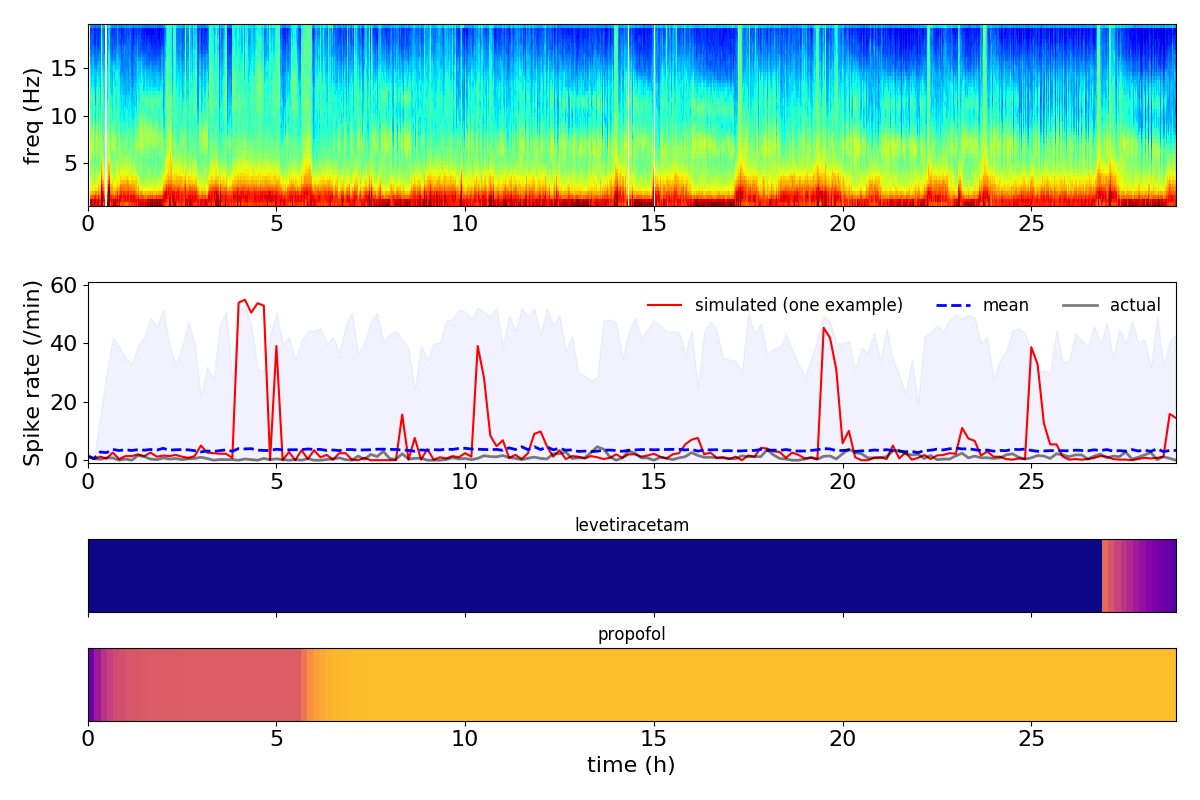 freq (Hz)
15
10
5
0 5 10 15 20 25
Spike rate (/min)
60
40
20
0
simulated (one example) mean actual
0 5 10 15 20 25
levetiracetam
propofol
0 5 10 15 20 25
time (h)